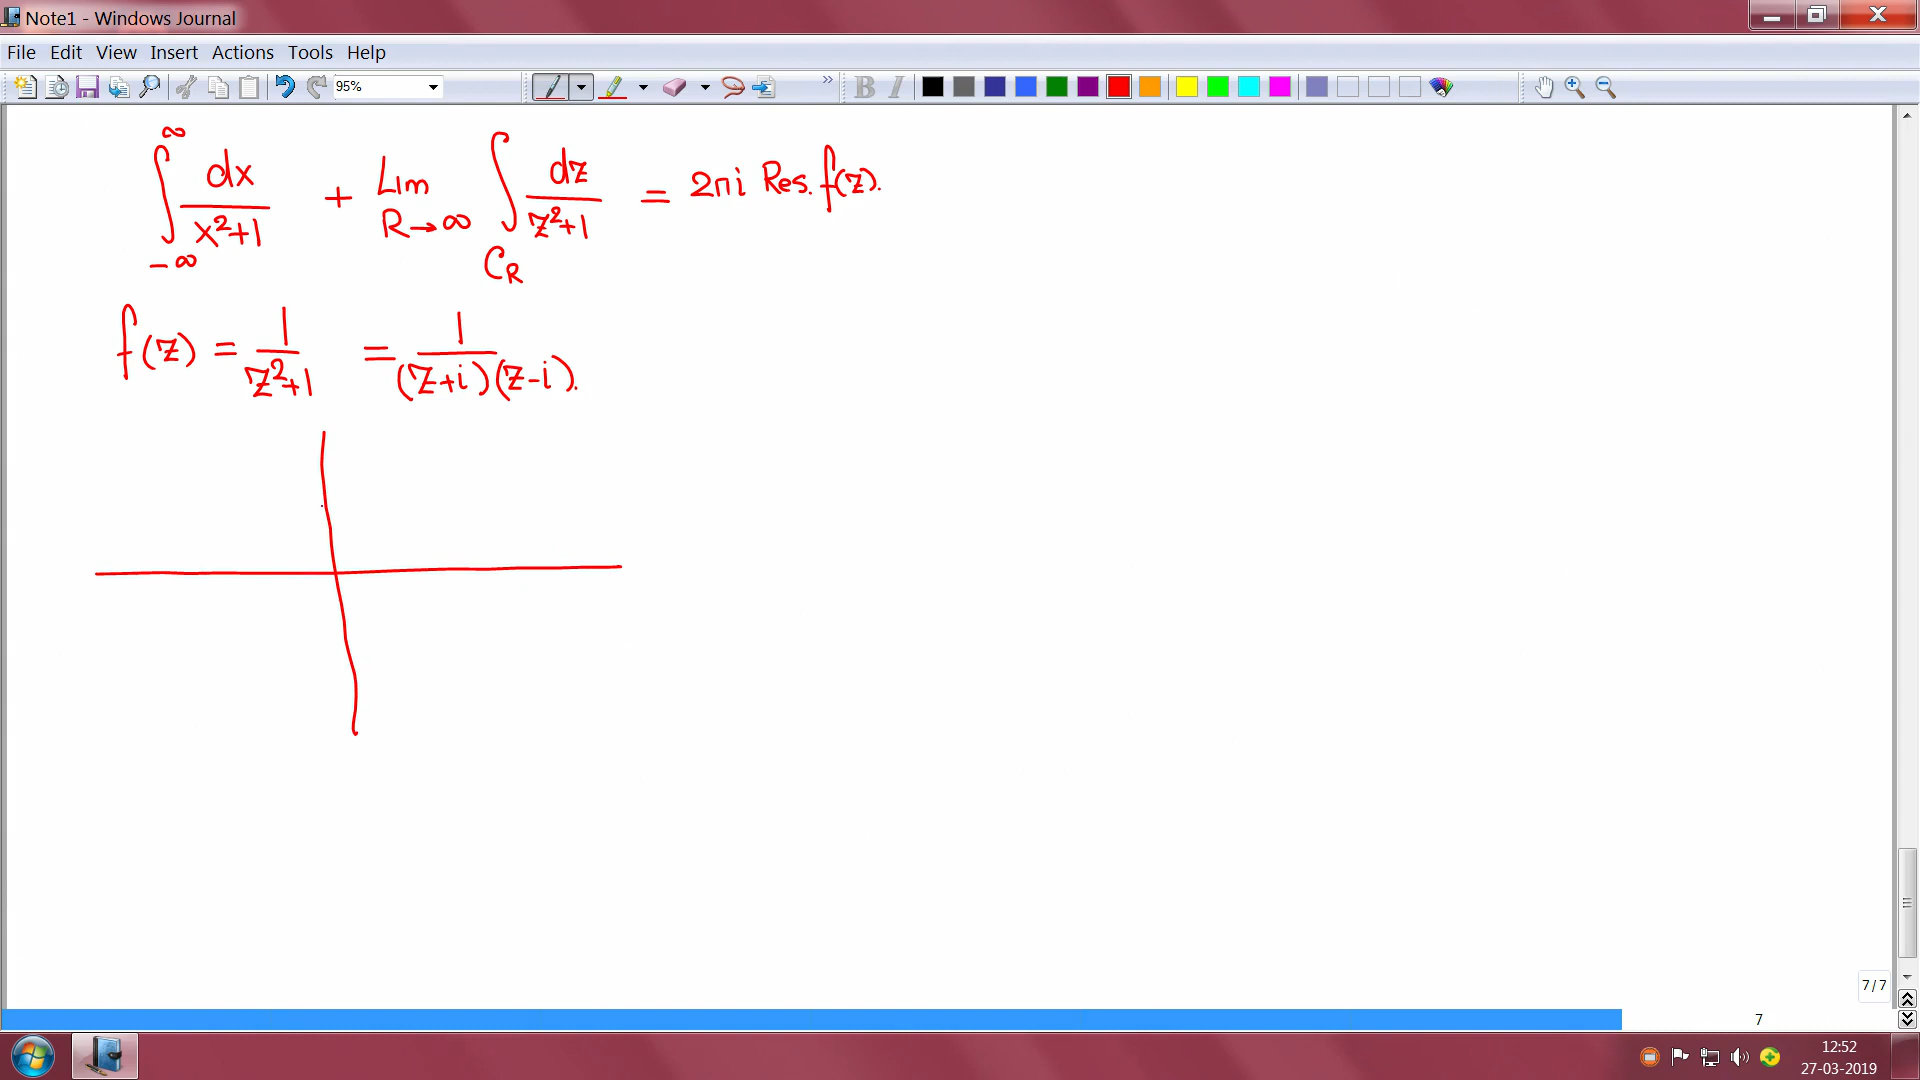 Note1 - Windows Journal
File Edit View Insert Actions Tools Help
95%
B I
∫_{-∞}^{∞} dx/(x²+1) + Lim_{R→∞} ∫_{C_R} dz/(z²+1) = 2πi Res. f(z).
f(z) = 1/(z²+1) = 1/((z+i)(z-i)).
7 / 7
7
12:52
27-03-2019